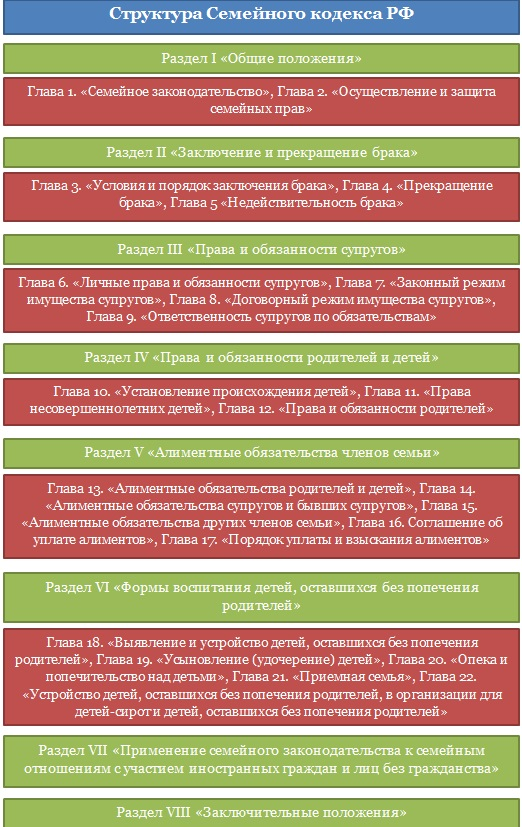 Структура Семейного кодекса РФ
Раздел I «Общие положения»
Глава 1. «Семейное законодательство», Глава 2. «Осуществление и защита
семейных прав»
Раздел II «Заключение и прекращение брака»
Глава 3. «Условия и порядок заключения брака», Глава 4. «Прекращение
брака», Глава 5 «Недействительность брака»
Раздел III «Права и обязанности супругов»
Глава 6. «Личные права и обязанности супругов», Глава 7. «Законный режим
имущества супругов», Глава 8. «Договорный режим имущества супругов»,
Глава 9. «Ответственность супругов по обязательствам»
Раздел IV «Права и обязанности родителей и детей»
Глава 10. «Установление происхождения детей», Глава 11. «Права
несовершеннолетних детей», Глава 12. «Права и обязанности родителей»
Раздел V «Алиментные обязательства членов семьи»
Глава 13. «Алиментные обязательства родителей и детей», Глава 14.
«Алиментные обязательства супругов и бывших супругов», Глава 15.
«Алиментные обязательства других членов семьи», Глава 16. Соглашение об
уплате алиментов», Глава 17. «Порядок уплаты и взыскания алиментов»
Раздел VI «Формы воспитания детей, оставшихся без попечения
родителей»
Глава 18. «Выявление и устройство детей, оставшихся без попечения
родителей», Глава 19. «Усыновление (удочерение) детей», Глава 20. «Опека и
попечительство над детьми», Глава 21. «Приемная семья», Глава 22.
«Устройство детей, оставшихся без попечения родителей, в организации для
детей-сирот и детей, оставшихся без попечения родителей»
Раздел VII «Применение семейного законодательства к семейным
отношениям с участием иностранных граждан и лиц без гражданства»
Раздел VIII «Заключительные положения»